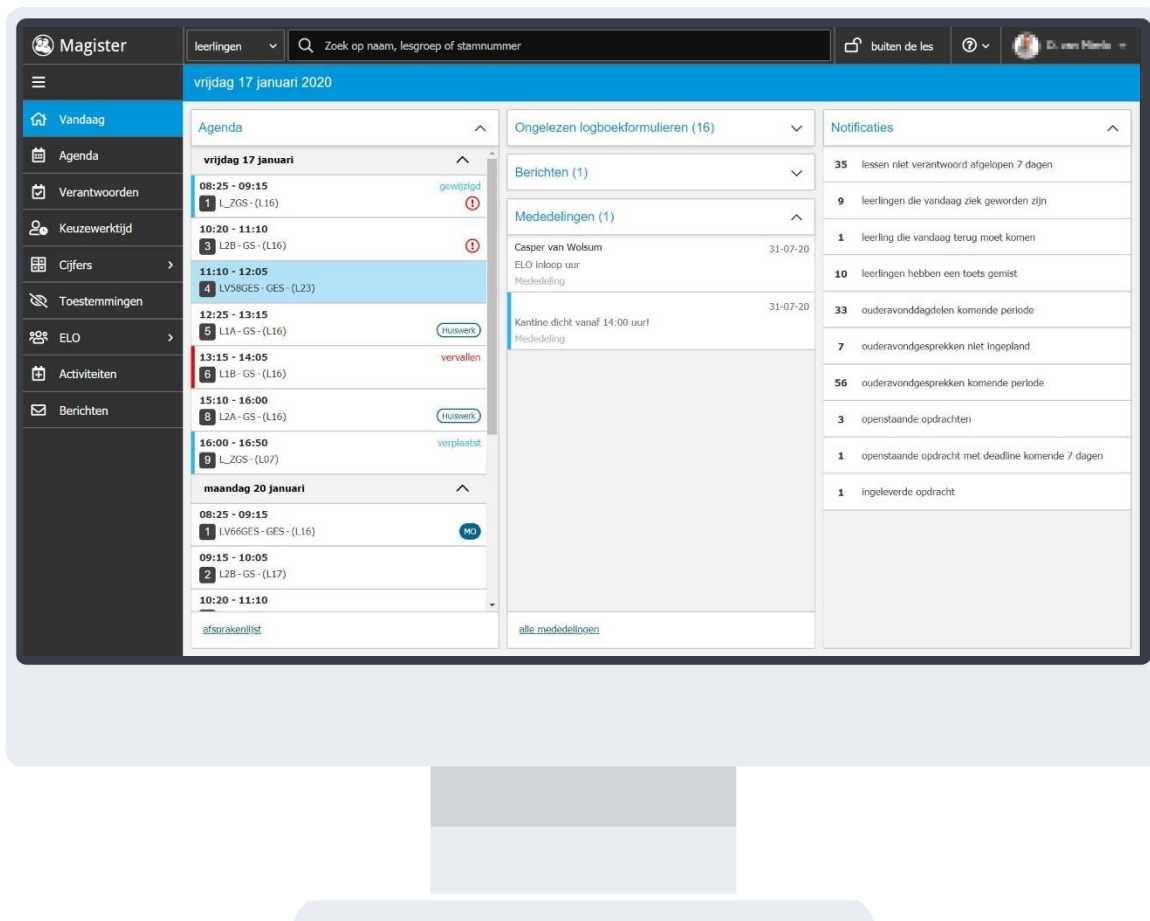 Magister
leerlingen
Zoek op naam, lesgroep of stamnummer
buiten de les
vrijdag 17 januari 2020
Vandaag
Agenda
Verantwoorden
Keuzewerktijd
Cijfers
Toestemmingen
ELO
Activiteiten
Berichten
Agenda
vrijdag 17 januari
08:25 - 09:15 gewijzigd
1 L_ZGS - (L16)
10:20 - 11:10
3 L2B - GS - (L16)
11:10 - 12:05
4 LV58GES - GES - (L23)
12:25 - 13:15
5 L1A - GS - (L16) Huiswerk
13:15 - 14:05 vervallen
6 L1B - GS - (L16)
15:10 - 16:00
8 L2A - GS - (L16) Huiswerk
16:00 - 16:50 verplaatst
9 L_ZGS - (L07)
maandag 20 januari
08:25 - 09:15
1 LV66GES - GES - (L16) MO
09:15 - 10:05
2 L2B - GS - (L17)
10:20 - 11:10
afsprakenlijst
Ongelezen logboekformulieren (16)
Berichten (1)
Mededelingen (1)
Casper van Wolsum 31-07-20
ELO inloop uur
Mededeling
31-07-20
Kantine dicht vanaf 14:00 uur!
Mededeling
alle mededelingen
Notificaties
35 lessen niet verantwoord afgelopen 7 dagen
9 leerlingen die vandaag ziek geworden zijn
1 leerling die vandaag terug moet komen
10 leerlingen hebben een toets gemist
33 ouderavonddagdelen komende periode
7 ouderavondgesprekken niet ingepland
56 ouderavondgesprekken komende periode
3 openstaande opdrachten
1 openstaande opdracht met deadline komende 7 dagen
1 ingeleverde opdracht